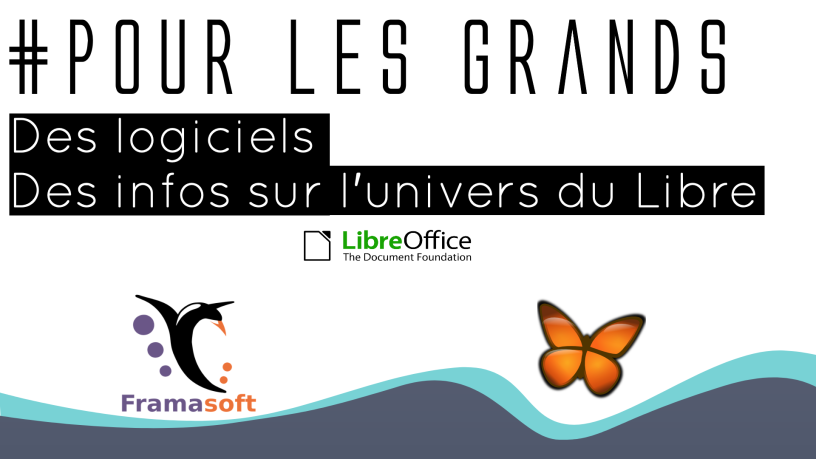 #POUR LES GRANDS
Des logiciels
Des infos sur l'univers du Libre
LibreOffice
The Document Foundation
Framasoft